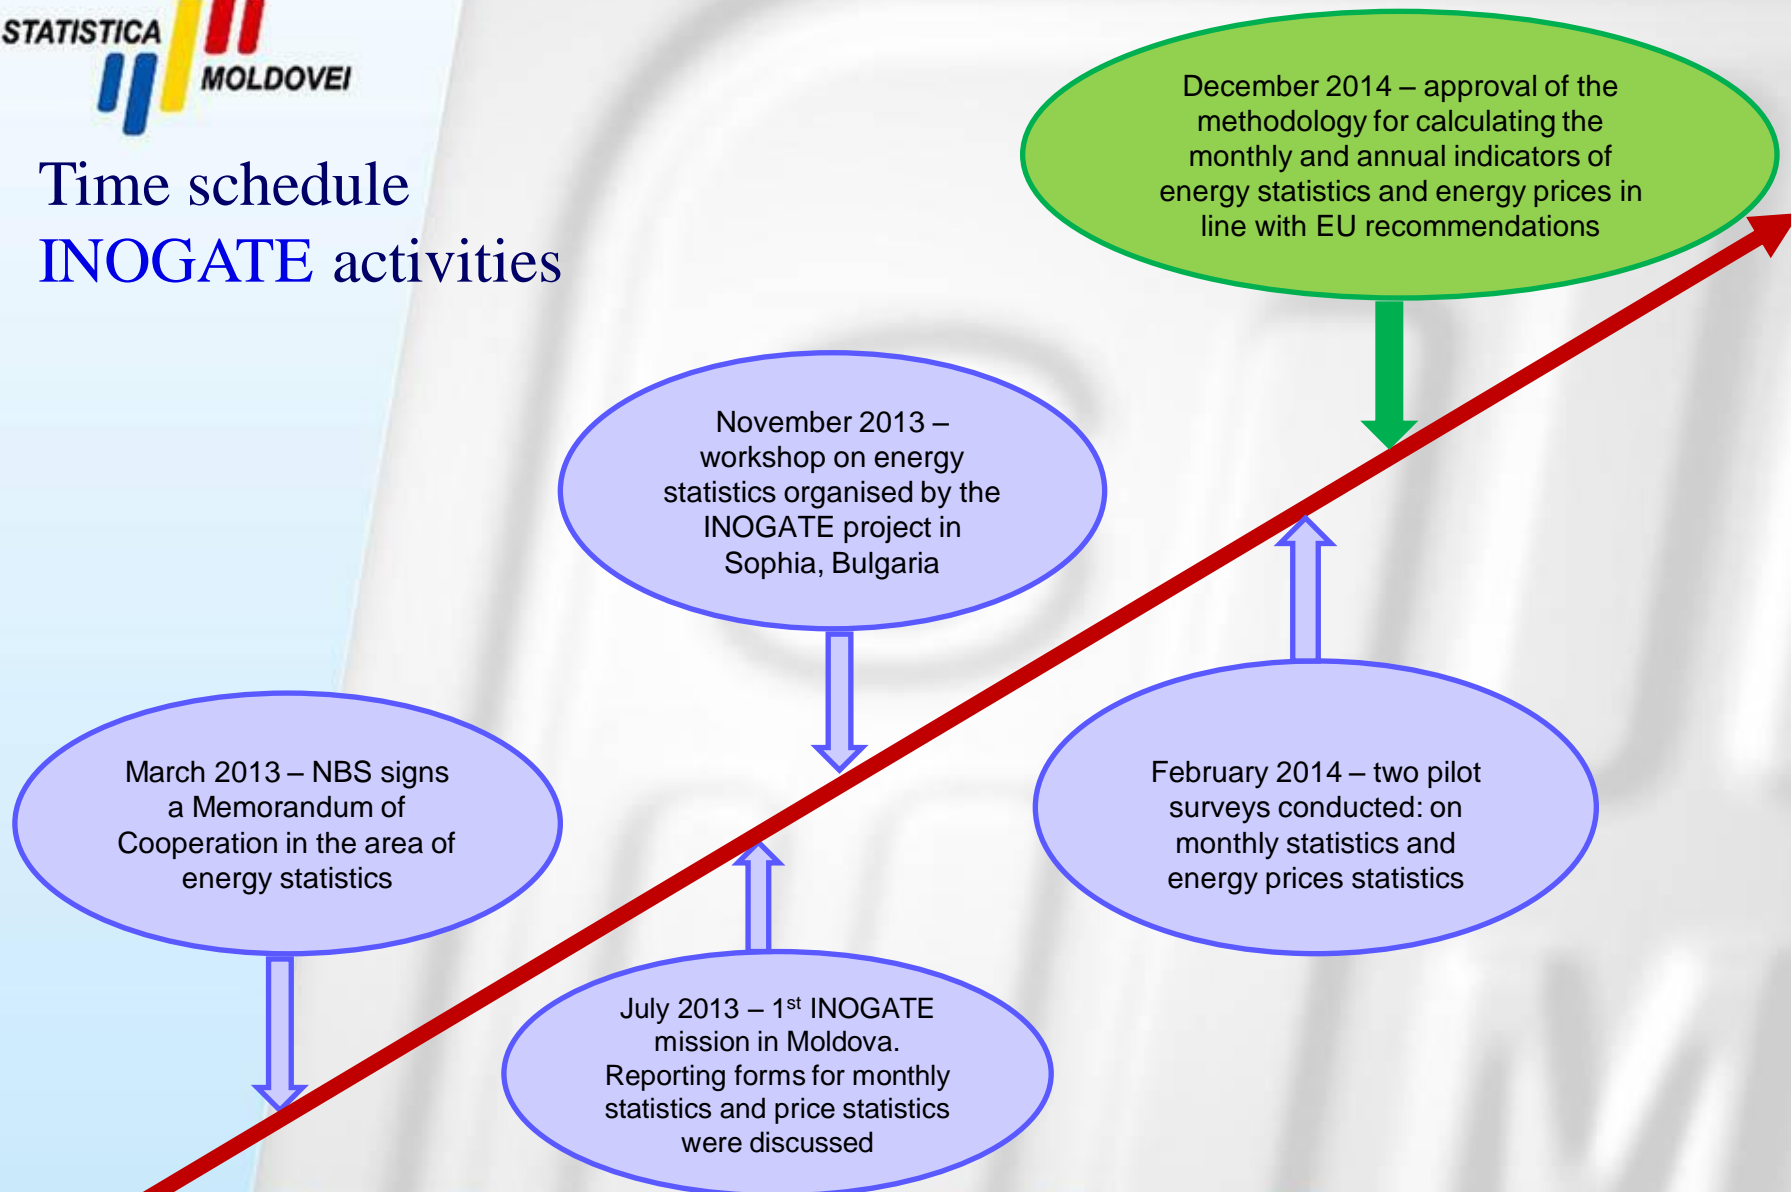 STATISTICA
MOLDOVEI
Time schedule
INOGATE activities
December 2014 – approval of the
methodology for calculating the
monthly and annual indicators of
energy statistics and energy prices in
line with EU recommendations
November 2013 –
workshop on energy
statistics organised by the
INOGATE project in
Sophia, Bulgaria
March 2013 – NBS signs
a Memorandum of
Cooperation in the area of
energy statistics
February 2014 – two pilot
surveys conducted: on
monthly statistics and
energy prices statistics
July 2013 – 1st INOGATE
mission in Moldova.
Reporting forms for monthly
statistics and price statistics
were discussed